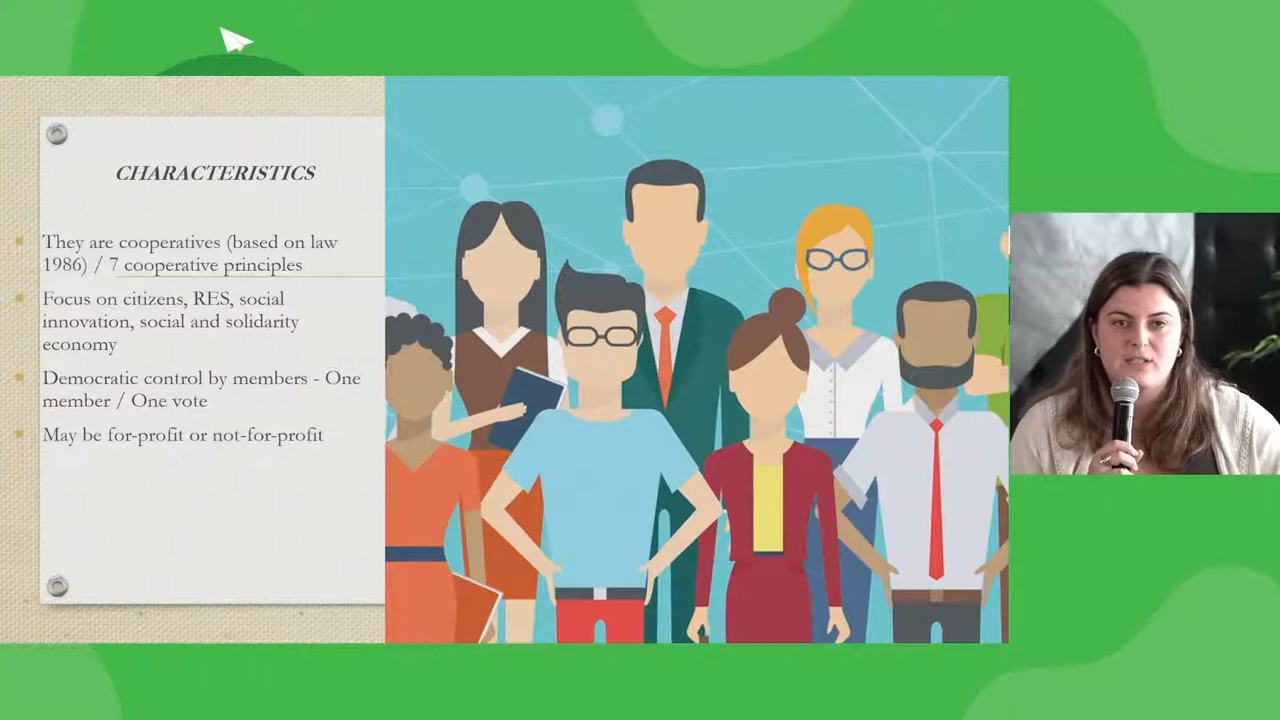 CHARACTERISTICS
They are cooperatives (based on law
1986) / 7 cooperative principles
Focus on citizens, RES, social
innovation, social and solidarity
economy
Democratic control by members - One
member / One vote
May be for-profit or not-for-profit